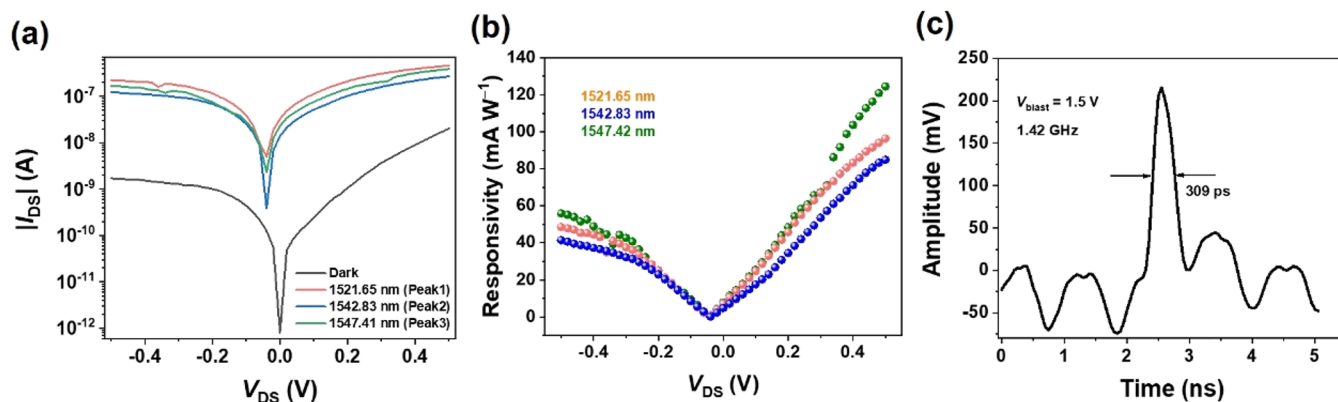 (a)
|I_DS| (A)
10⁻⁷
10⁻⁸
10⁻⁹
10⁻¹⁰
10⁻¹¹
10⁻¹²
Dark
1521.65 nm (Peak1)
1542.83 nm (Peak2)
1547.41 nm (Peak3)
-0.4 -0.2 0.0 0.2 0.4
V_DS (V)
(b)
Responsivity (mA W⁻¹)
140
120
100
80
60
40
20
0
1521.65 nm
1542.83 nm
1547.42 nm
-0.4 -0.2 0.0 0.2 0.4
V_DS (V)
(c)
Amplitude (mV)
250
200
150
100
50
0
-50
V_biast = 1.5 V
1.42 GHz
309 ps
0 1 2 3 4 5
Time (ns)